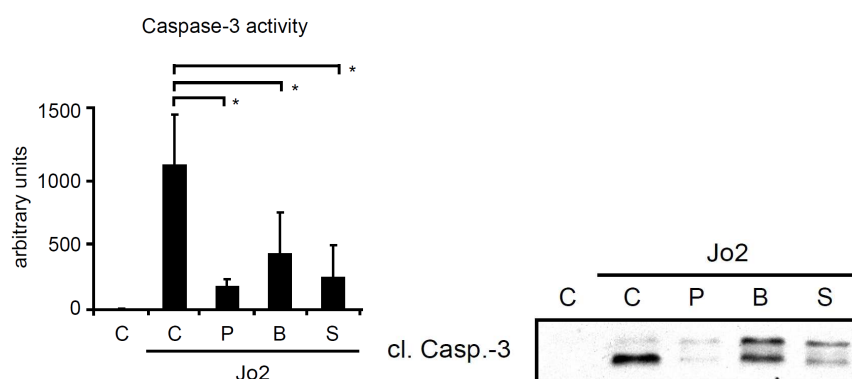 Caspase-3 activity
*
*
*
arbitrary units
1500
1000
500
0
C C P B S
Jo2
Jo2
C C P B S
cl. Casp.-3